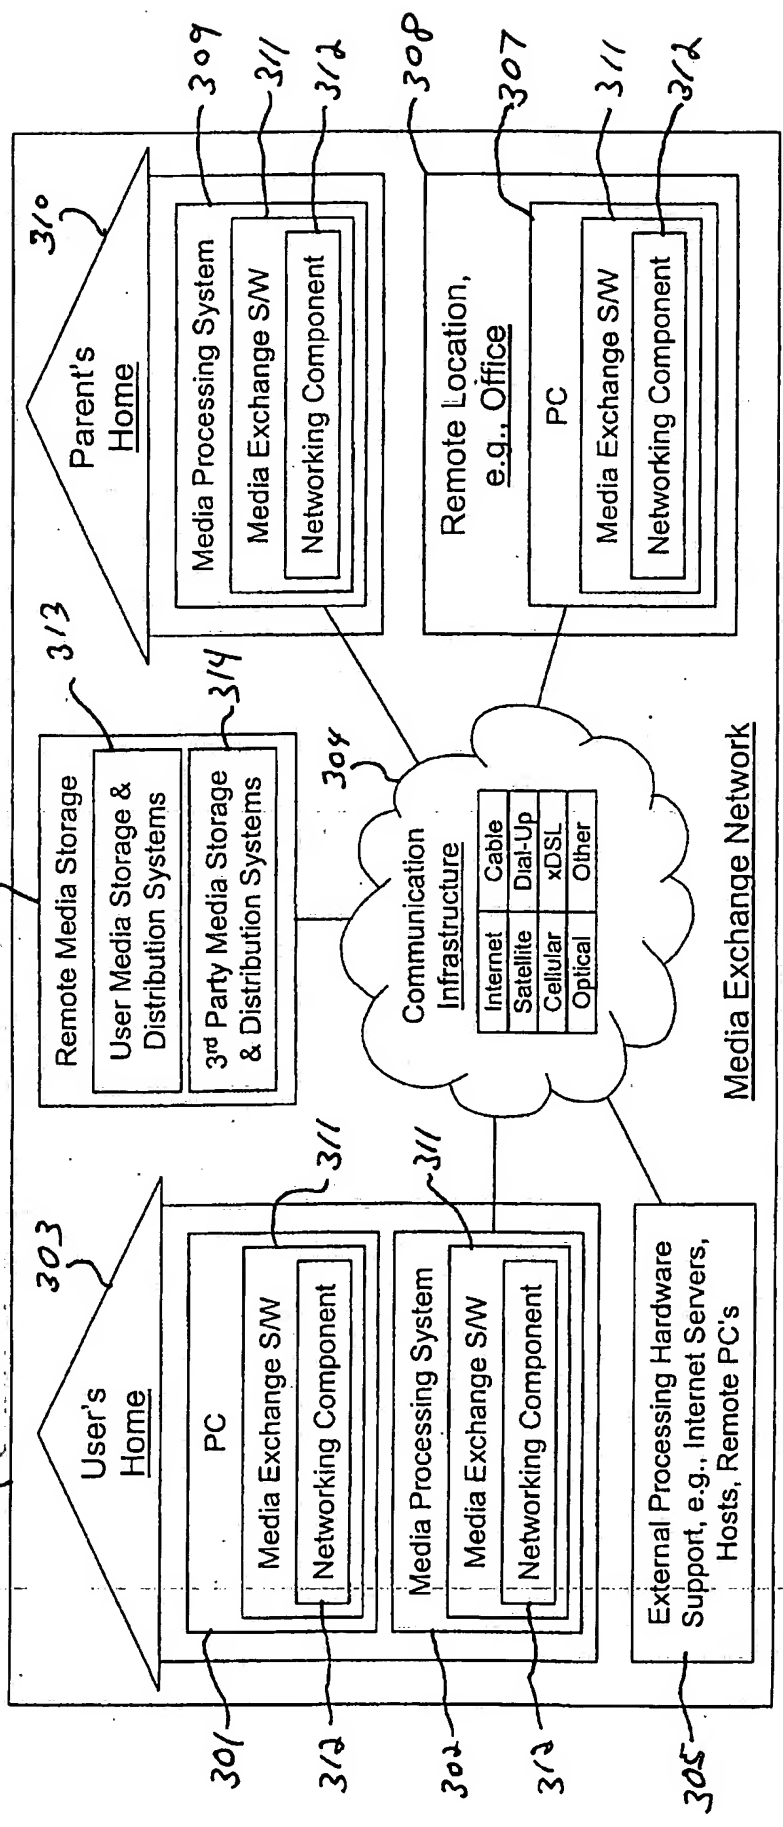 303
User's
Home
PC
Media Exchange S/W
Networking Component
311
301
312
Media Processing System
Media Exchange S/W
Networking Component
311
302
312
External Processing Hardware
Support, e.g., Internet Servers,
Hosts, Remote PC's
305
Remote Media Storage
User Media Storage &
Distribution Systems
3rd Party Media Storage
& Distribution Systems
313
314
304
Communication
Infrastructure
Internet Cable
Satellite Dial-Up
Cellular xDSL
Optical Other
Media Exchange Network
310
Parent's
Home
Media Processing System
Media Exchange S/W
Networking Component
309
311
312
Remote Location,
e.g., Office
PC
Media Exchange S/W
Networking Component
308
307
311
312